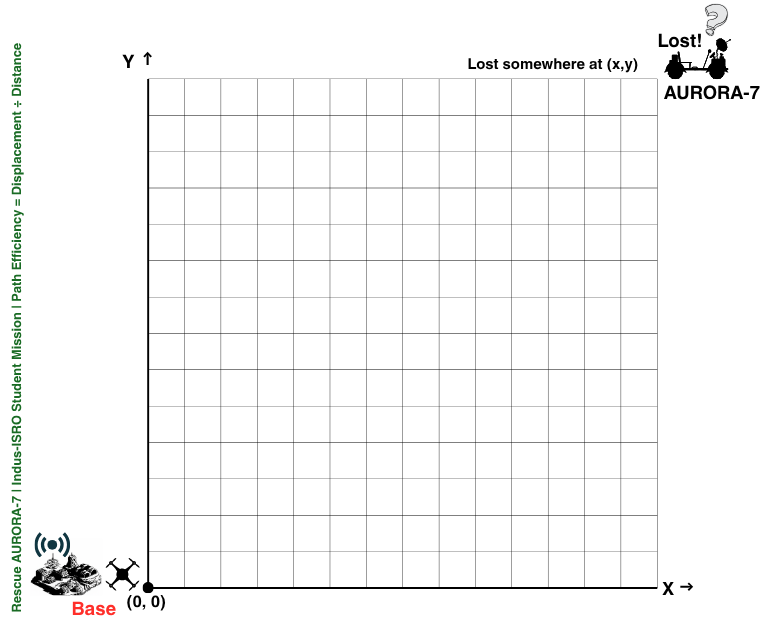 Lost!
Y ↑
Lost somewhere at (x,y)
AURORA-7
Rescue AURORA-7 | Indus-ISRO Student Mission | Path Efficiency = Displacement ÷ Distance
X →
(0, 0)
Base
?